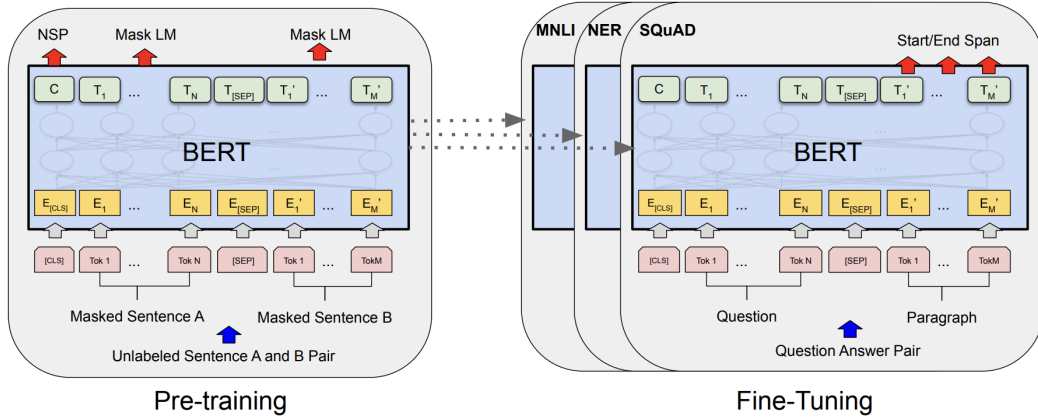 NSP Mask LM Mask LM
C T1 ... TN T[SEP] T1' ... TM'
...
...
BERT
E[CLS] E1 ... EN E[SEP] E1' ... EM'
[CLS] Tok 1 ... Tok N [SEP] Tok 1 ... TokM
Masked Sentence A Masked Sentence B
Unlabeled Sentence A and B Pair
Pre-training
MNLI NER SQuAD
Start/End Span
C T1 ... TN T[SEP] T1' ... TM'
...
...
BERT
E[CLS] E1 ... EN E[SEP] E1' ... EM'
[CLS] Tok 1 ... Tok N [SEP] Tok 1 ... TokM
Question Paragraph
Question Answer Pair
Fine-Tuning